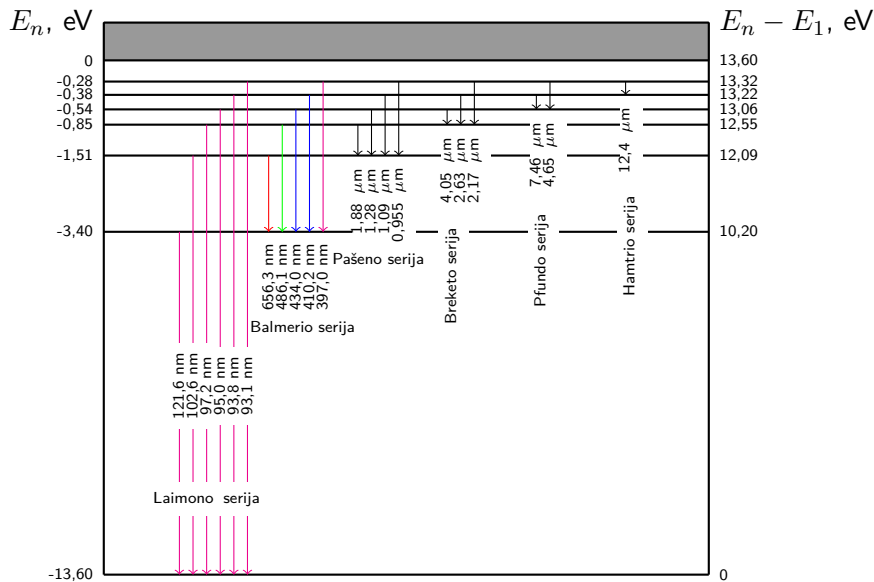 Eₙ, eV
Eₙ − E₁, eV
0
13,60
-0,28
13,32
-0,38
13,22
-0,54
13,06
-0,85
12,55
-1,51
12,09
-3,40
10,20
-13,60
0
121,6 nm
102,6 nm
97,2 nm
95,0 nm
93,8 nm
93,1 nm
Laimono serija
656,3 nm
486,1 nm
434,0 nm
410,2 nm
397,0 nm
Balmerio serija
1,88 μm
1,28 μm
1,09 μm
0,955 μm
Pašeno serija
4,05 μm
2,63 μm
2,17 μm
Breketo serija
7,46 μm
4,65 μm
Pfundo serija
12,4 μm
Hamtrio serija